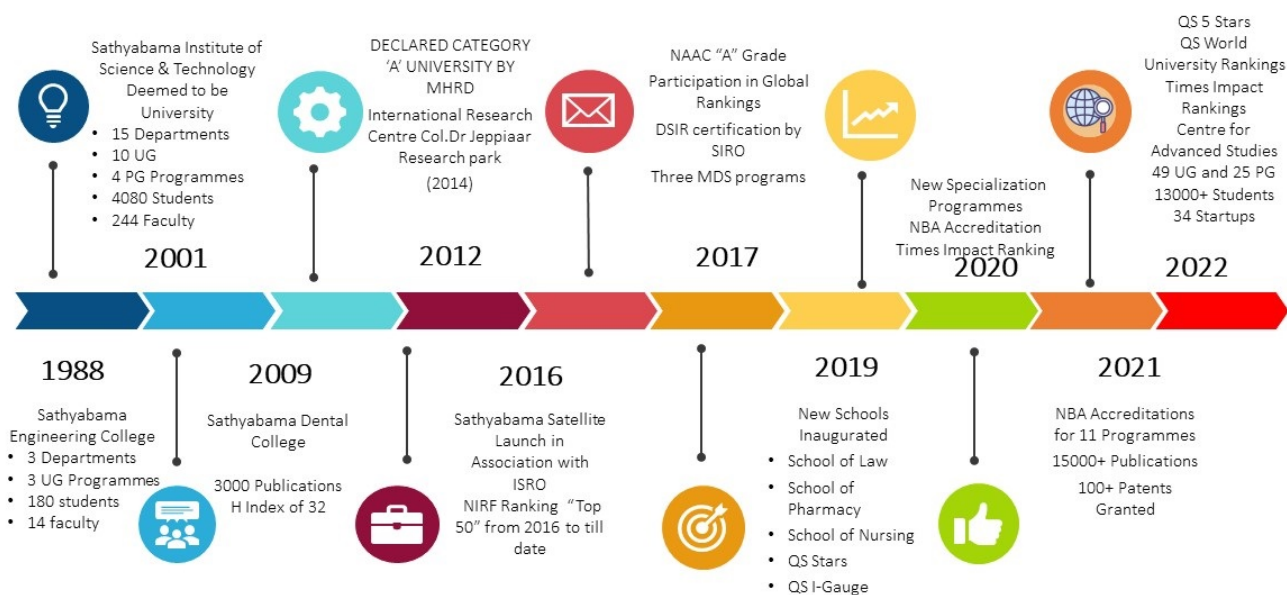 Sathyabama Institute of
Science & Technology
Deemed to be
University
• 15 Departments
• 10 UG
• 4 PG Programmes
• 4080 Students
• 244 Faculty
2001
DECLARED CATEGORY
'A' UNIVERSITY BY
MHRD
International Research
Centre Col.Dr Jeppiaar
Research park
(2014)
2012
NAAC “A” Grade
Participation in Global
Rankings
DSIR certification by
SIRO
Three MDS programs
2017
New Specialization
Programmes
NBA Accreditation
Times Impact Ranking
2020
QS 5 Stars
QS World
University Rankings
Times Impact
Rankings
Centre for
Advanced Studies
49 UG and 25 PG
13000+ Students
34 Startups
2022
1988
Sathyabama
Engineering College
• 3 Departments
• 3 UG Programmes
• 180 students
• 14 faculty
2009
Sathyabama Dental
College
3000 Publications
H Index of 32
2016
Sathyabama Satellite
Launch in
Association with
ISRO
NIRF Ranking “Top
50” from 2016 to till
date
2019
New Schools
Inaugurated
• School of Law
• School of
Pharmacy
• School of Nursing
• QS Stars
• QS I-Gauge
2021
NBA Accreditations
for 11 Programmes
15000+ Publications
100+ Patents
Granted